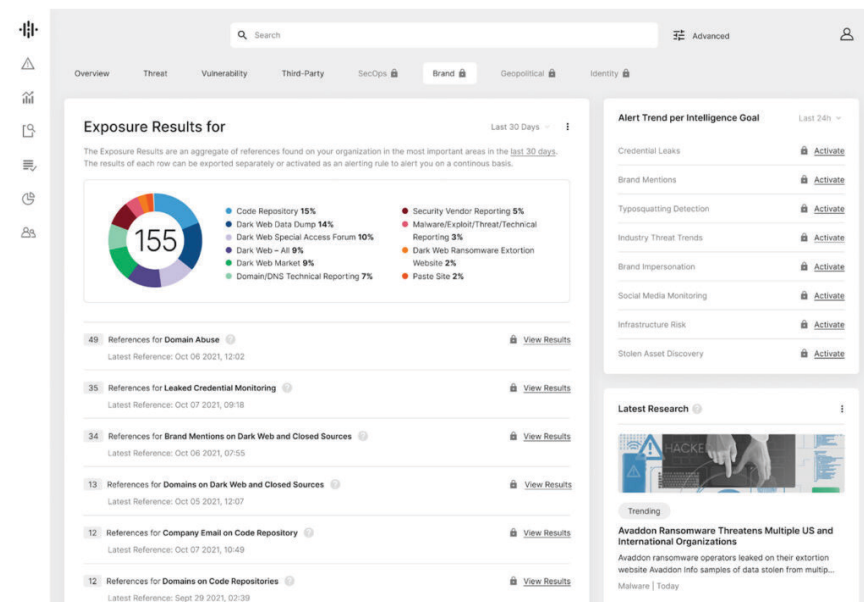 Search
Advanced
Overview
Threat
Vulnerability
Third-Party
SecOps
Brand
Geopolitical
Identity
Exposure Results for
Last 30 Days
The Exposure Results are an aggregate of references found on your organization in the most important areas in the last 30 days.
The results of each row can be exported separately or activated as an alerting rule to alert you on a continous basis.
155
Code Repository 15%
Dark Web Data Dump 14%
Dark Web Special Access Forum 10%
Dark Web – All 9%
Dark Web Market 9%
Domain/DNS Technical Reporting 7%
Security Vendor Reporting 5%
Malware/Exploit/Threat/Technical
Reporting 3%
Dark Web Ransomware Extortion
Website 2%
Paste Site 2%
49 References for Domain Abuse ? View Results
Latest Reference: Oct 06 2021, 12:02
35 References for Leaked Credential Monitoring ? View Results
Latest Reference: Oct 07 2021, 09:18
34 References for Brand Mentions on Dark Web and Closed Sources ? View Results
Latest Reference: Oct 06 2021, 07:55
13 References for Domains on Dark Web and Closed Sources ? View Results
Latest Reference: Oct 05 2021, 12:07
12 References for Company Email on Code Repository ? View Results
Latest Reference: Oct 07 2021, 10:49
12 References for Domains on Code Repositories ? View Results
Latest Reference: Sept 29 2021, 02:39
Alert Trend per Intelligence Goal
Last 24h
Credential Leaks Activate
Brand Mentions Activate
Typosquatting Detection Activate
Industry Threat Trends Activate
Brand Impersonation Activate
Social Media Monitoring Activate
Infrastructure Risk Activate
Stolen Asset Discovery Activate
Latest Research ?
HACKE
Trending
Avaddon Ransomware Threatens Multiple US and
International Organizations
Avaddon ransomware operators leaked on their extortion
website Avaddon Info samples of data stolen from multip...
Malware | Today